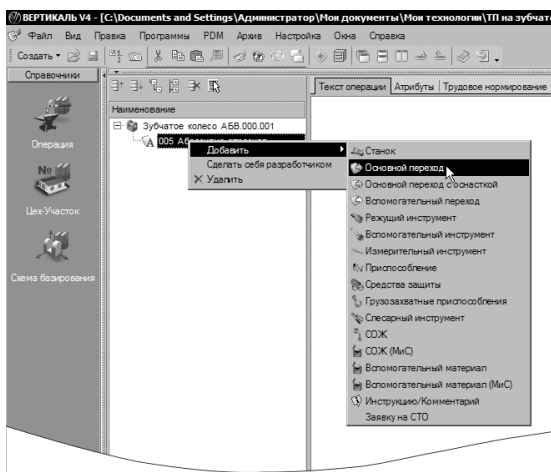 ВЕРТИКАЛЬ V4 - [C:\Documents and Settings\Администратор\Мои документы\Мои технологии\ТП на зубчат
Файл Вид Правка Программы PDM Архив Настройка Окна Справка
Создать
Справочники
Операция
Цех-Участок
Схема базирования
Наименование
Зубчатое колесо АБВ.000.001
005
Текст операции Атрибуты Трудовое нормирование
Добавить
Сделать себя разработчиком
Удалить
Станок
Основной переход
Основной переход с оснасткой
Вспомогательный переход
Режущий инструмент
Вспомогательный инструмент
Измерительный инструмент
Приспособление
Средства защиты
Грузозахватные приспособления
Слесарный инструмент
СОЖ
СОЖ (МиС)
Вспомогательный материал
Вспомогательный материал (МиС)
Инструкцию/Комментарий
Заявку на СТО